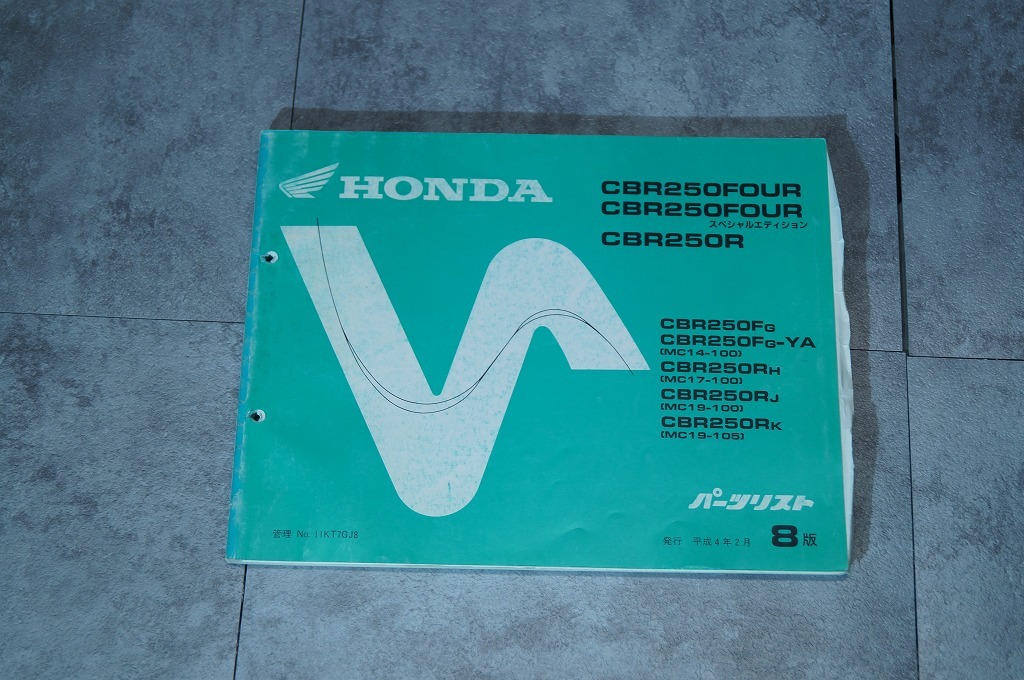 HONDA
CBR250FOUR
CBR250FOUR
スペシャルエディション
CBR250R
CBR250FG
CBR250FG-YA
(MC14-100)
CBR250RH
(MC17-100)
CBR250RJ
(MC19-100)
CBR250RK
(MC19-105)
パーツリスト
管理 No. 11KT7GJ8
発行 平成4年2月 8版